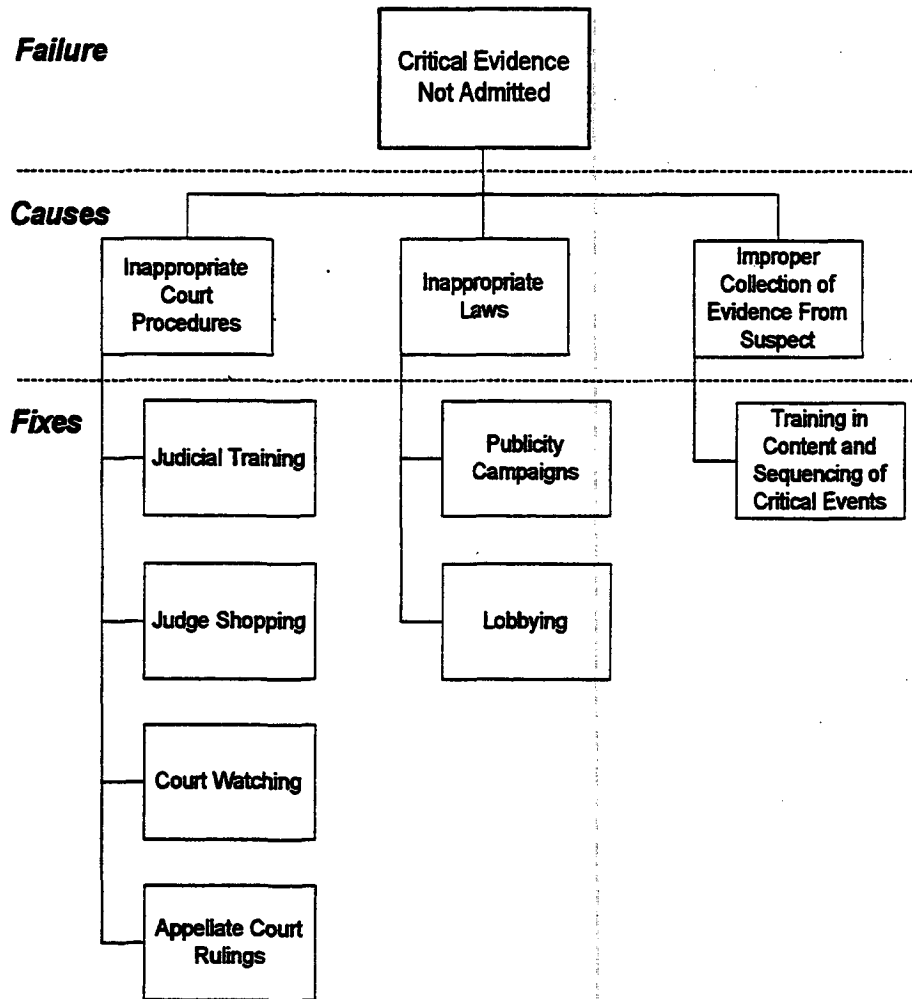 Failure
Critical Evidence
Not Admitted
Causes
Inappropriate
Court
Procedures
Inappropriate
Laws
Improper
Collection of
Evidence From
Suspect
Fixes
Judicial Training
Publicity
Campaigns
Training in
Content and
Sequencing of
Critical Events
Judge Shopping
Lobbying
Court Watching
Appellate Court
Rulings